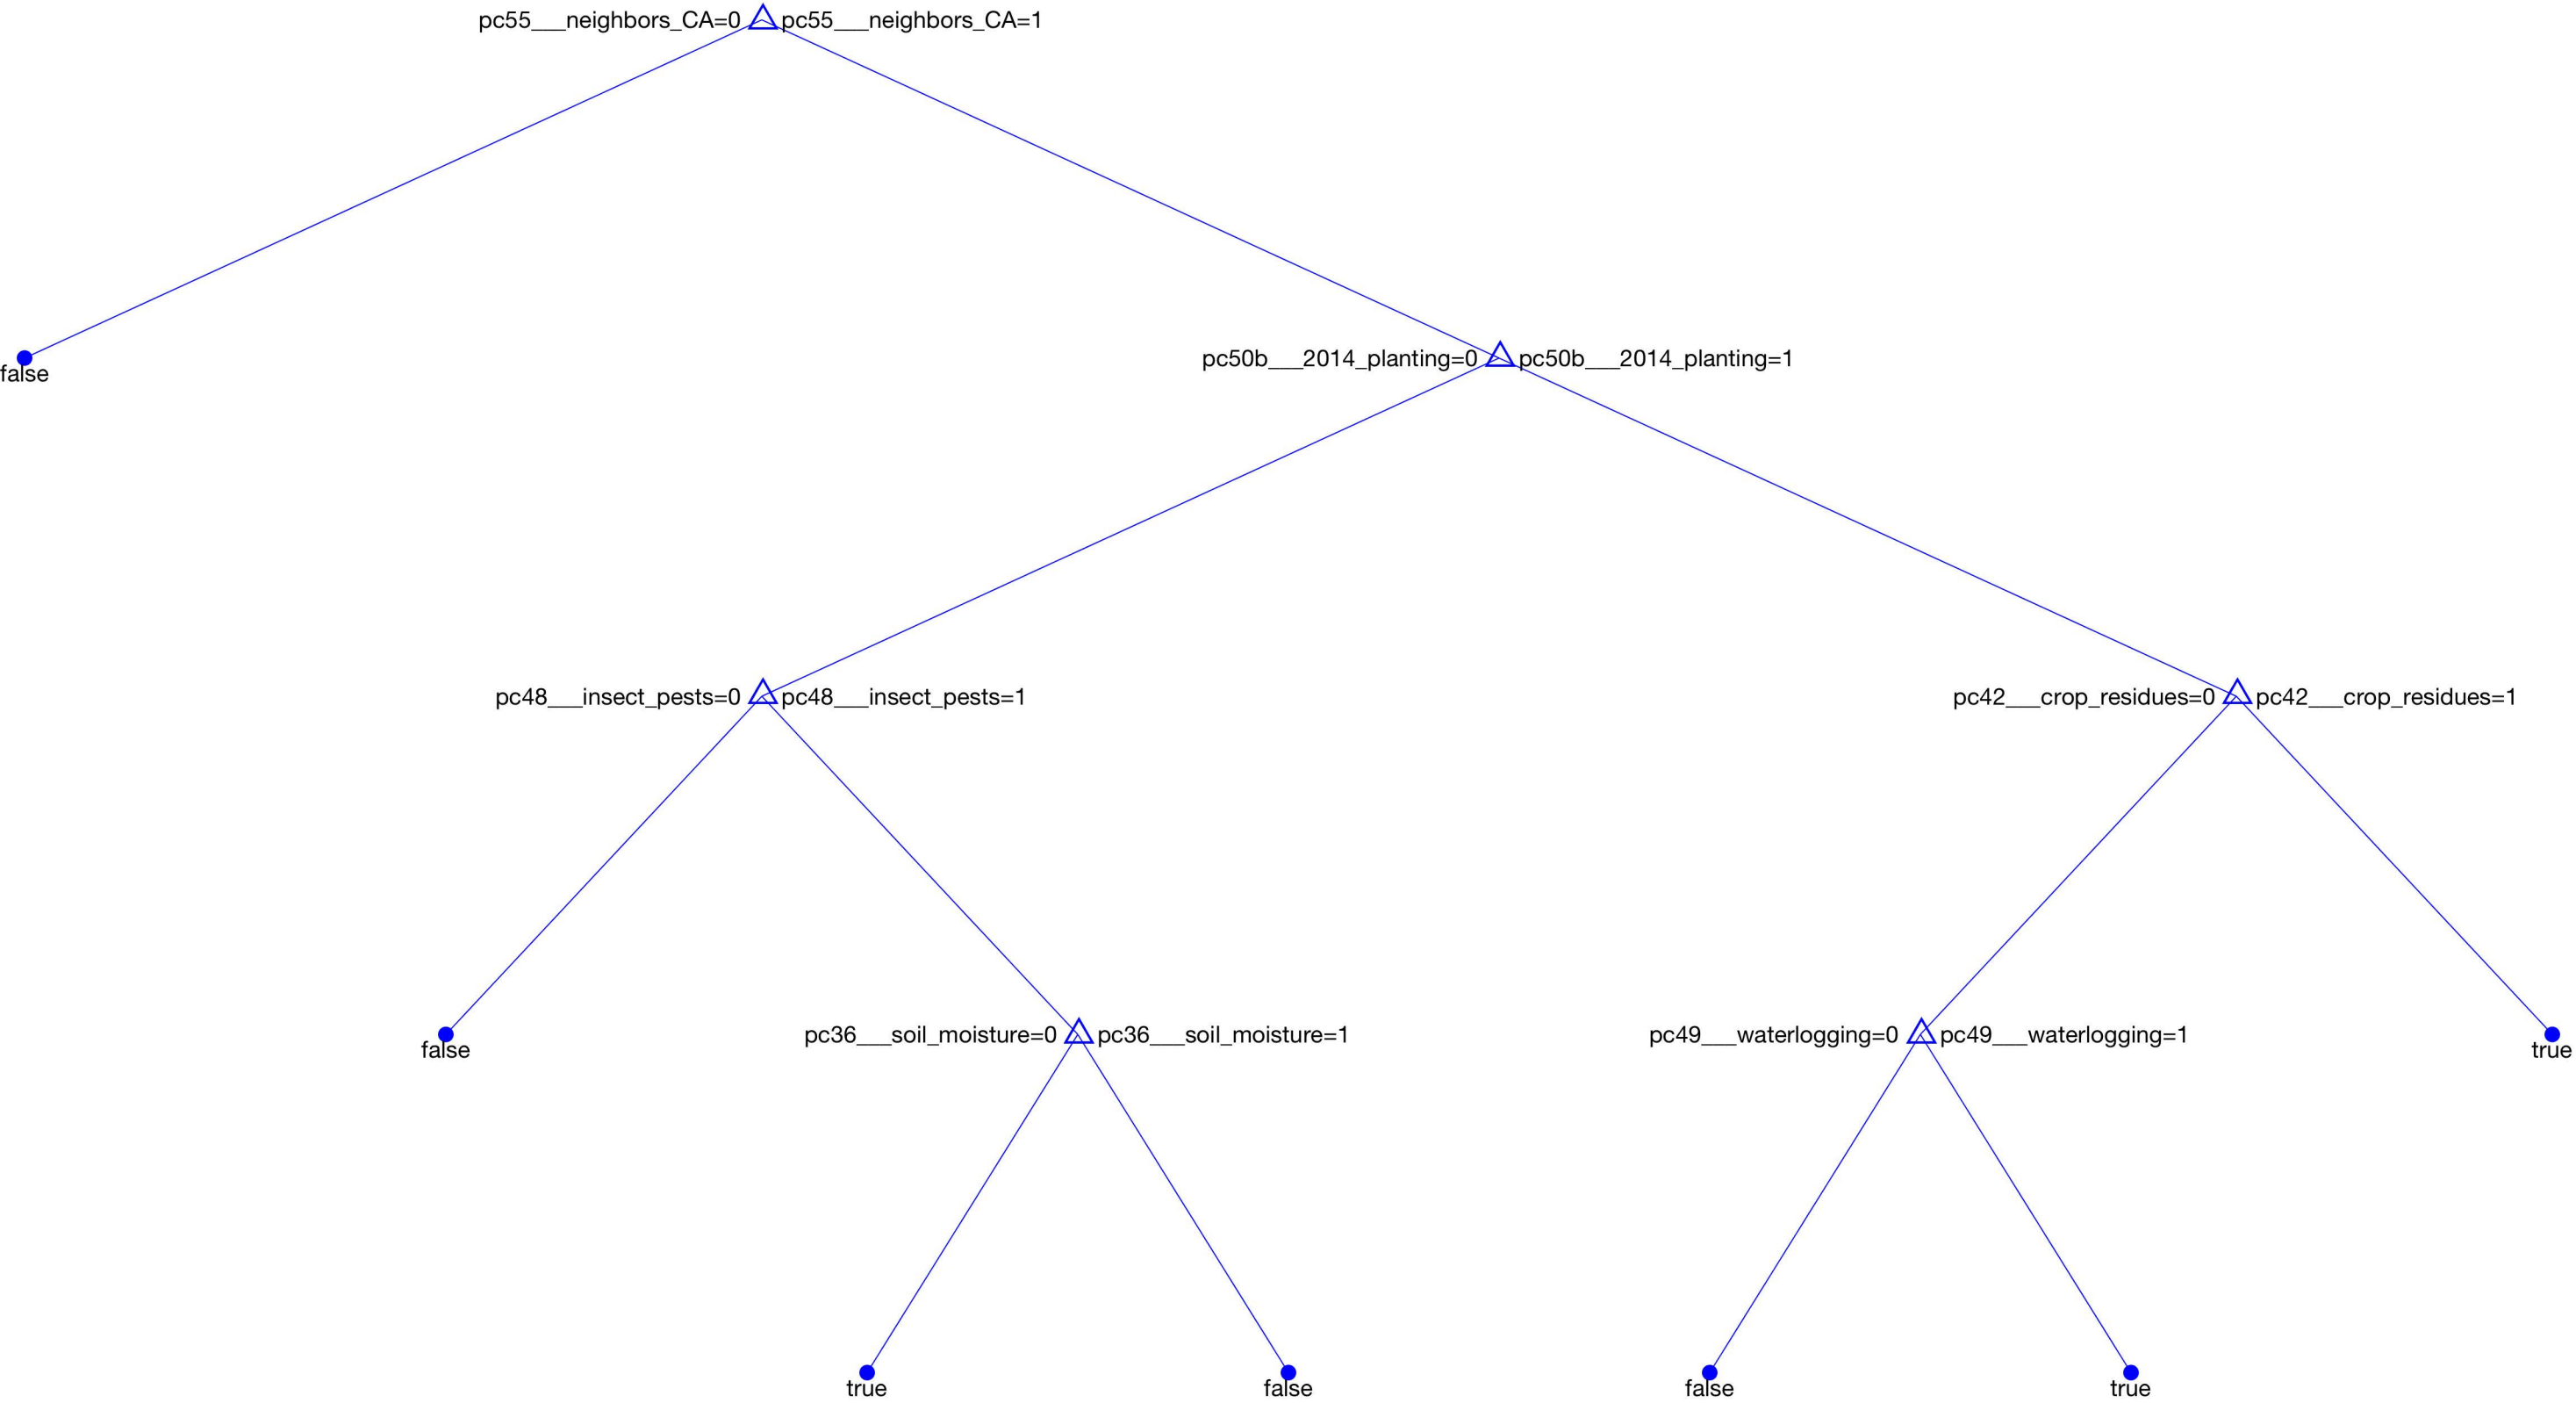 pc55___neighbors_CA=0 pc55___neighbors_CA=1
false
pc50b___2014_planting=0 pc50b___2014_planting=1
pc48___insect_pests=0 pc48___insect_pests=1
pc42___crop_residues=0 pc42___crop_residues=1
false
pc36___soil_moisture=0 pc36___soil_moisture=1
pc49___waterlogging=0 pc49___waterlogging=1
true
true
false
false
true